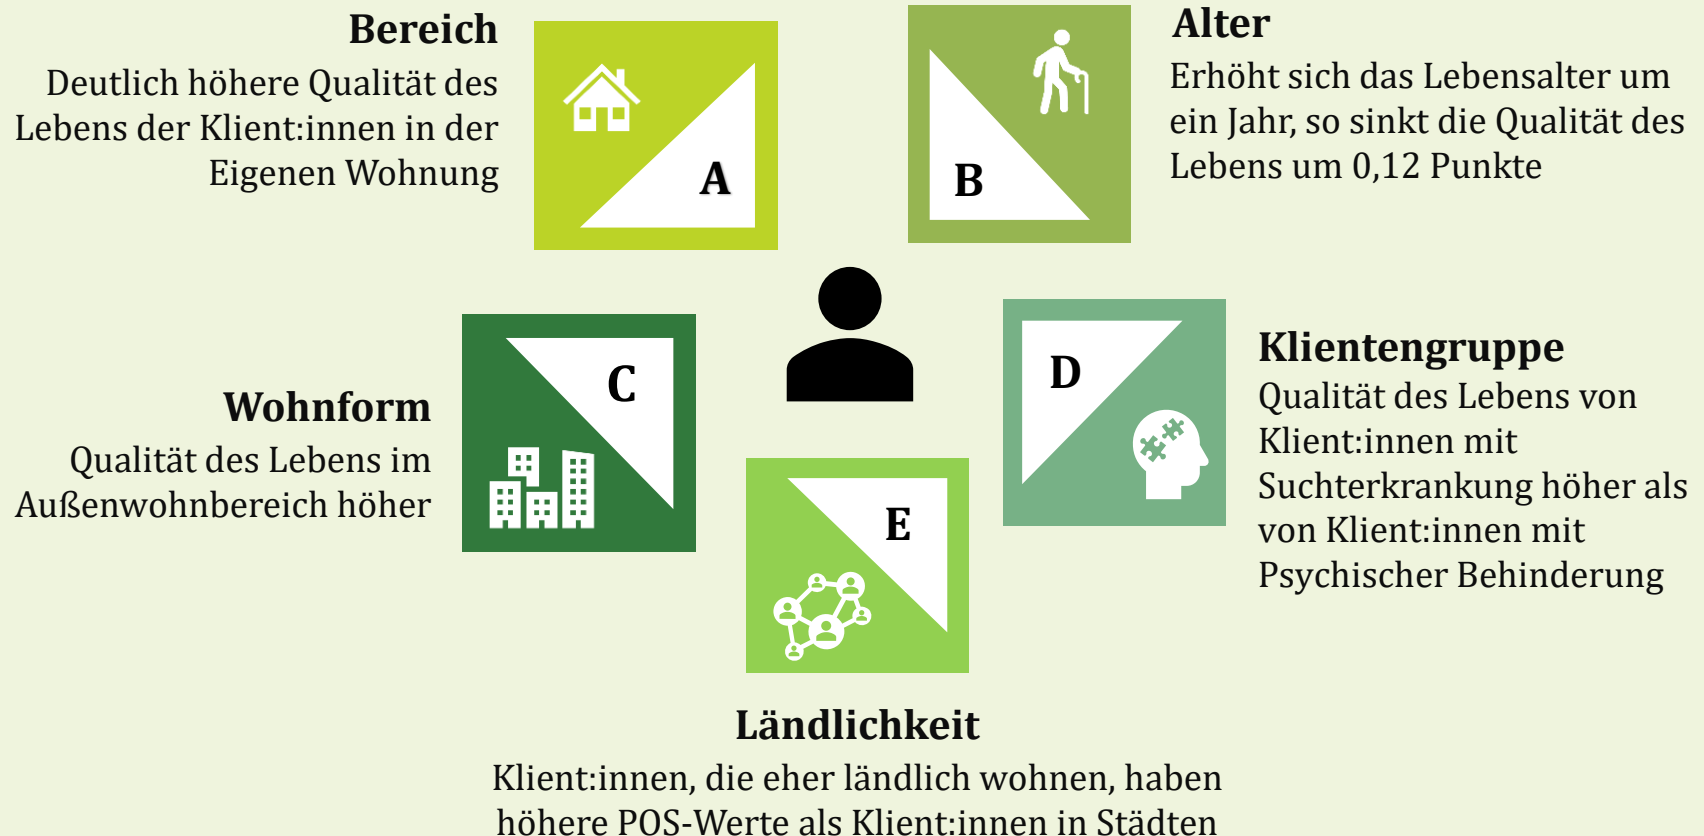 Bereich
Deutlich höhere Qualität des
Lebens der Klient:innen in der
Eigenen Wohnung
A
Alter
Erhöht sich das Lebensalter um
ein Jahr, so sinkt die Qualität des
Lebens um 0,12 Punkte
B
Wohnform
Qualität des Lebens im
Außenwohnbereich höher
C
Klientengruppe
Qualität des Lebens von
Klient:innen mit
Suchterkrankung höher als
von Klient:innen mit
Psychischer Behinderung
D
E
Ländlichkeit
Klient:innen, die eher ländlich wohnen, haben
höhere POS-Werte als Klient:innen in Städten